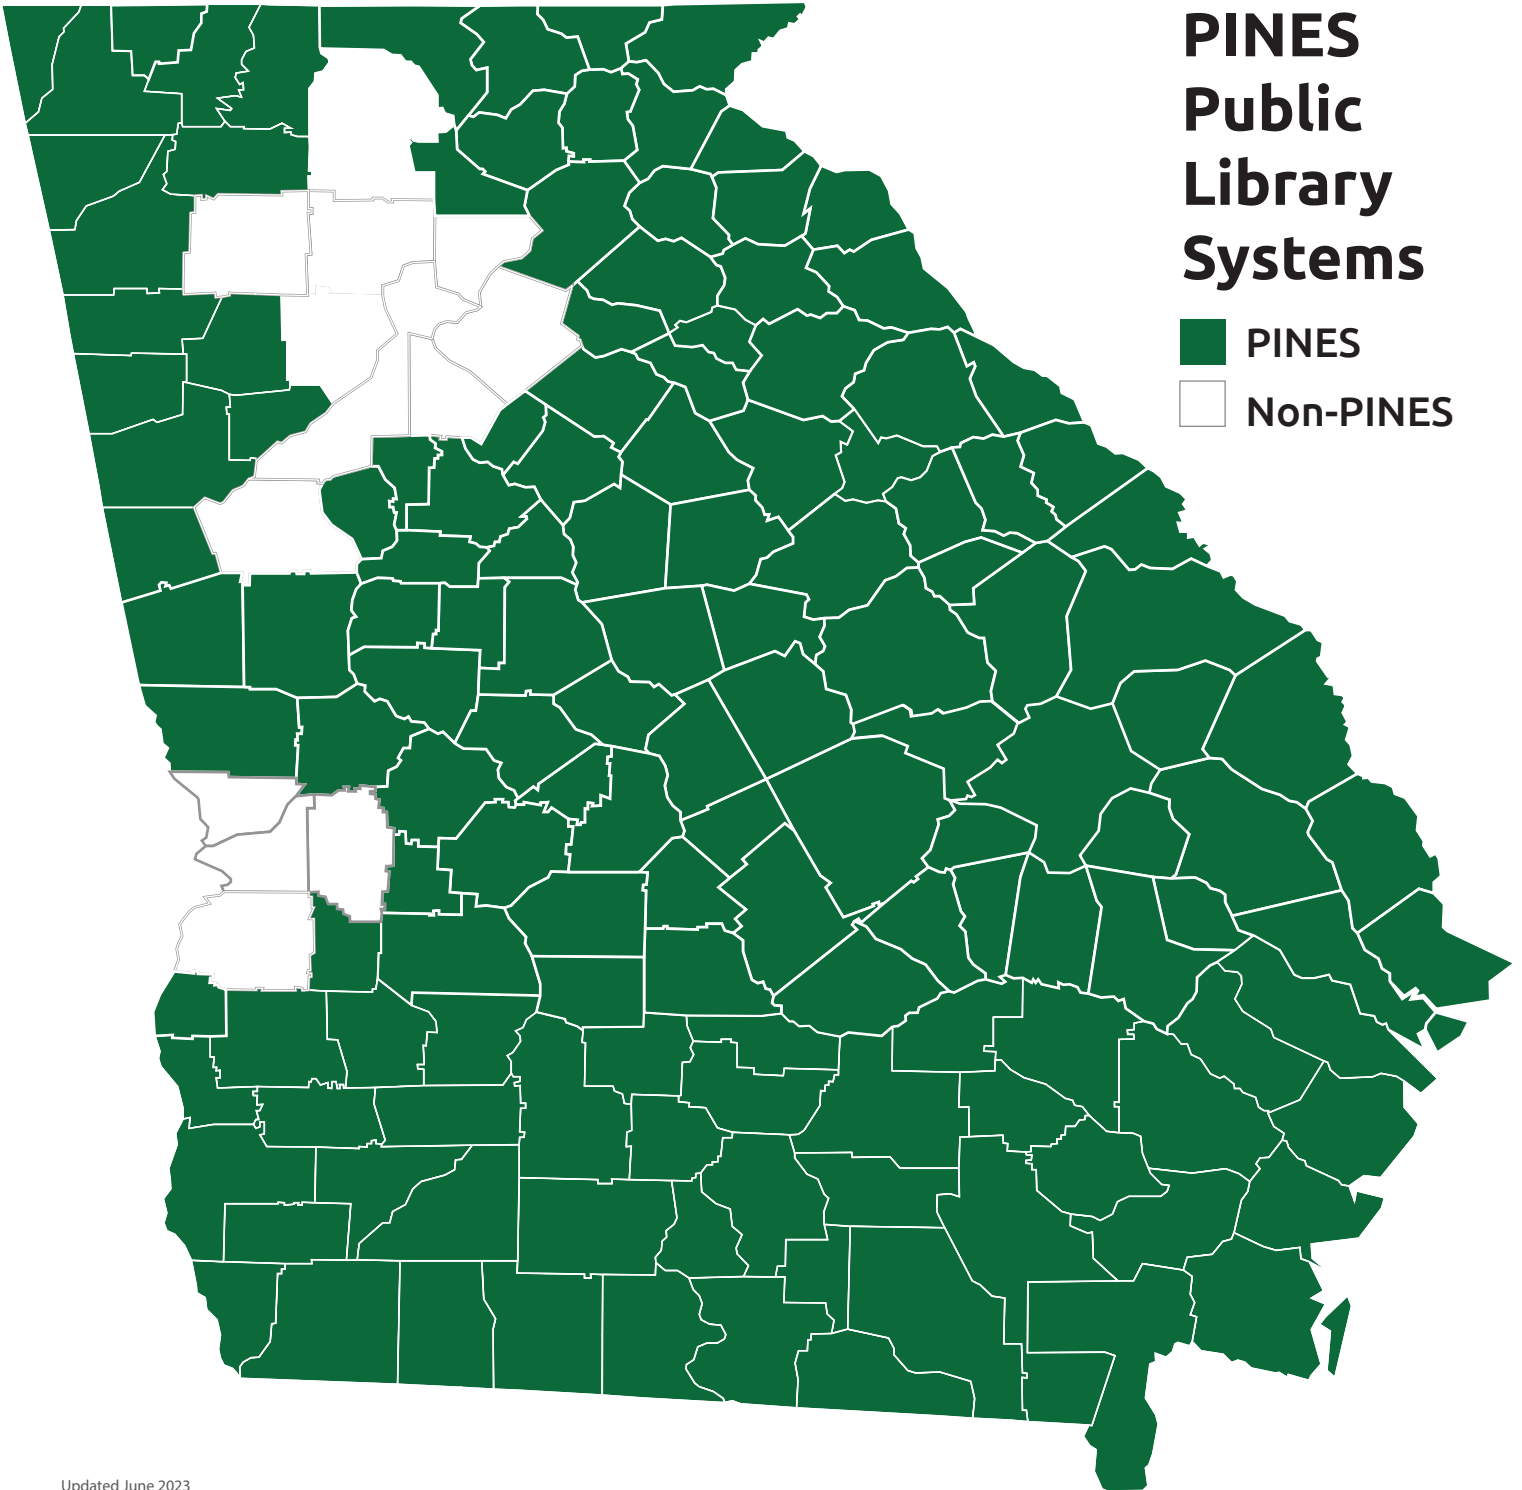 PINES
Public
Library
Systems
PINES
Non-PINES
Updated June 2023